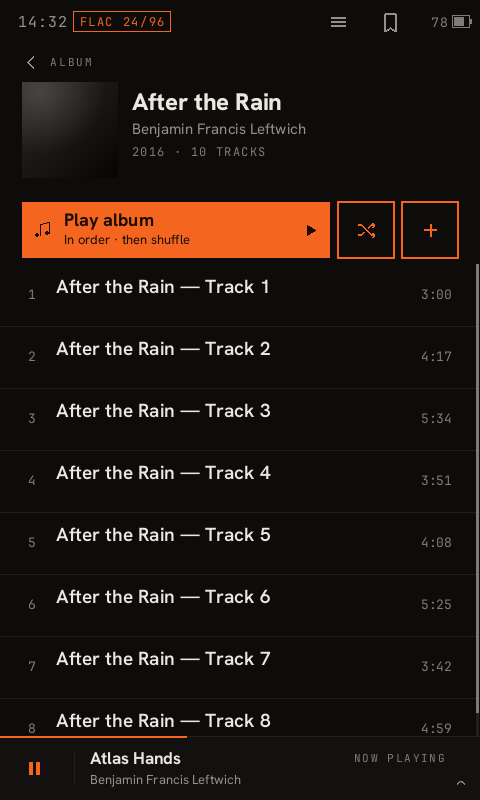 14:32 FLAC 24/96 78
ALBUM
After the Rain
Benjamin Francis Leftwich
2016 · 10 TRACKS
Play album
In order · then shuffle
1 After the Rain — Track 1 3:00
2 After the Rain — Track 2 4:17
3 After the Rain — Track 3 5:34
4 After the Rain — Track 4 3:51
5 After the Rain — Track 5 4:08
6 After the Rain — Track 6 5:25
7 After the Rain — Track 7 3:42
8 After the Rain — Track 8 4:59
Atlas Hands NOW PLAYING
Benjamin Francis Leftwich